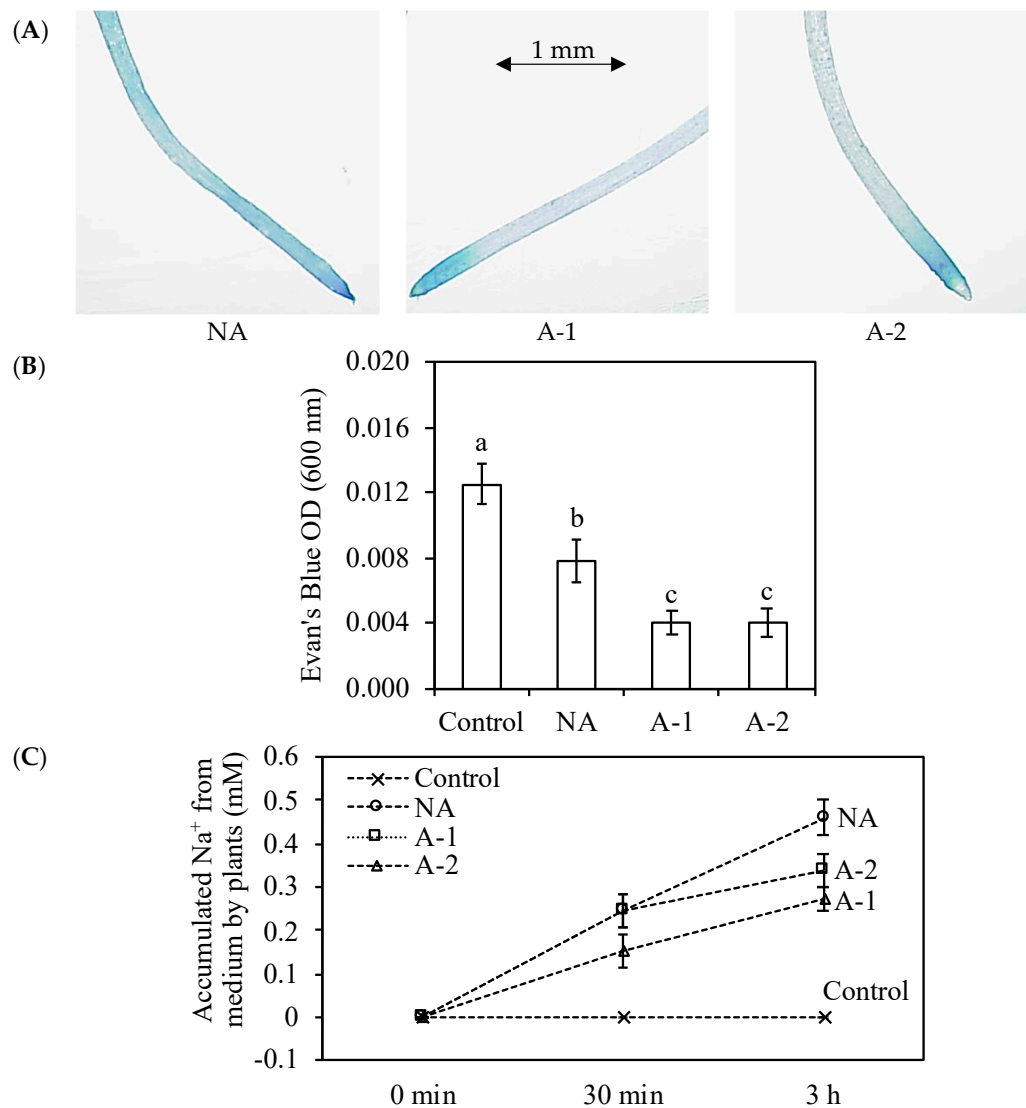 (A)
1 mm
NA
A-1
A-2
(B)
Evan's Blue OD (600 nm)
0.020
0.016
0.012
0.008
0.004
0.000
a
b
c
c
Control
NA
A-1
A-2
(C)
Accumulated Na⁺ from
medium by plants (mM)
0.6
0.5
0.4
0.3
0.2
0.1
0
-0.1
Control
NA
A-1
A-2
NA
A-2
A-1
Control
0 min
30 min
3 h